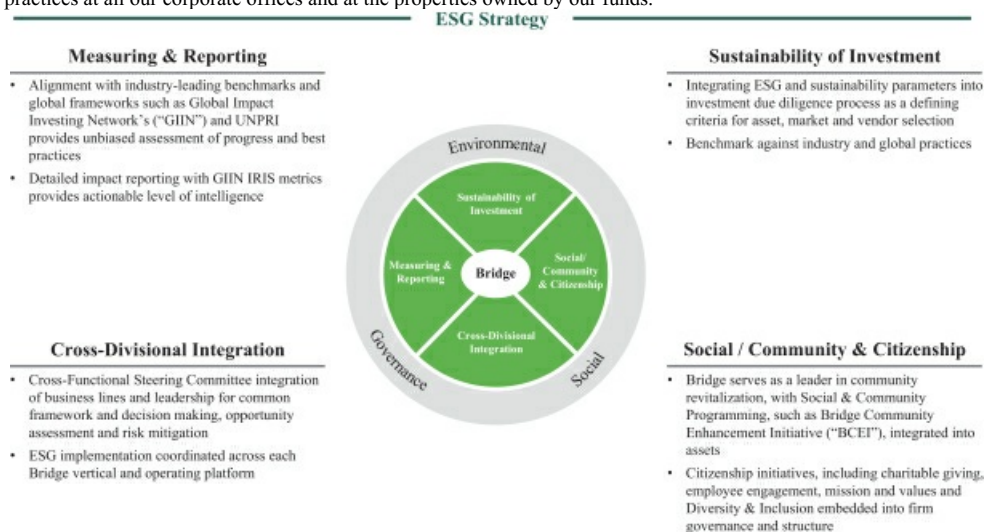 practices at all our corporate offices and at the properties owned by our funds.
ESG Strategy
Measuring & Reporting
• Alignment with industry-leading benchmarks and
global frameworks such as Global Impact
Investing Network's ("GIIN") and UNPRI
provides unbiased assessment of progress and best
practices
• Detailed impact reporting with GIIN IRIS metrics
provides actionable level of intelligence
Sustainability of Investment
• Integrating ESG and sustainability parameters into
investment due diligence process as a defining
criteria for asset, market and vendor selection
• Benchmark against industry and global practices
Environmental
Sustainability of
Investment
Measuring &
Reporting
Bridge
Social/
Community
& Citizenship
Cross-Divisional
Integration
Governance
Social
Cross-Divisional Integration
• Cross-Functional Steering Committee integration
of business lines and leadership for common
framework and decision making, opportunity
assessment and risk mitigation
• ESG implementation coordinated across each
Bridge vertical and operating platform
Social / Community & Citizenship
• Bridge serves as a leader in community
revitalization, with Social & Community
Programming, such as Bridge Community
Enhancement Initiative ("BCEI"), integrated into
assets
• Citizenship initiatives, including charitable giving,
employee engagement, mission and values and
Diversity & Inclusion embedded into firm
governance and structure